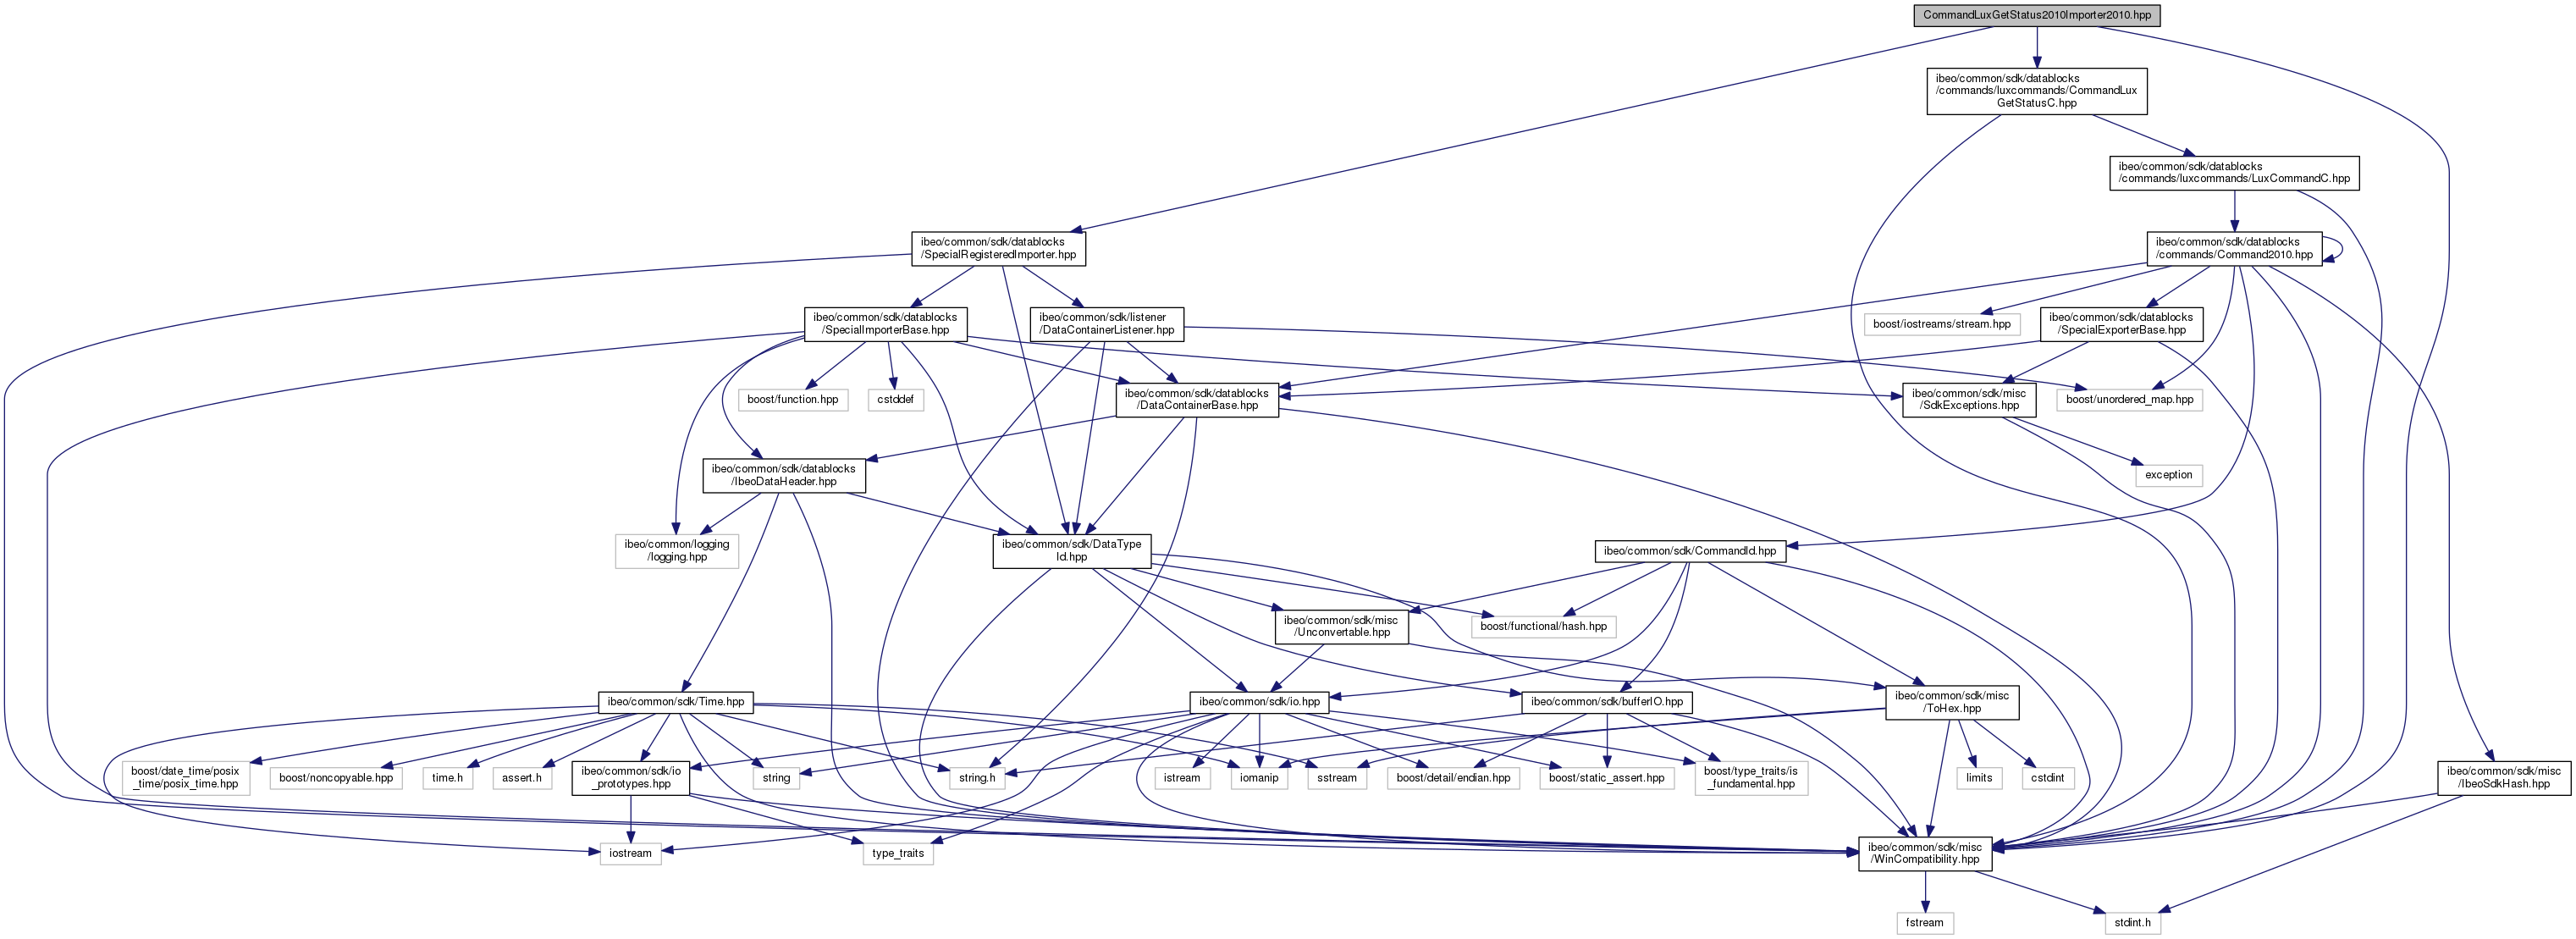 CommandLuxGetStatus2010Importer2010.hpp
ibeo/common/sdk/datablocks
/commands/luxcommands/CommandLux
GetStatusC.hpp
ibeo/common/sdk/datablocks
/commands/luxcommands/LuxCommandC.hpp
ibeo/common/sdk/datablocks
/SpecialRegisteredImporter.hpp
ibeo/common/sdk/datablocks
/commands/Command2010.hpp
ibeo/common/sdk/datablocks
/SpecialImporterBase.hpp
ibeo/common/sdk/listener
/DataContainerListener.hpp
boost/iostreams/stream.hpp
ibeo/common/sdk/datablocks
/SpecialExporterBase.hpp
boost/function.hpp
cstddef
ibeo/common/sdk/datablocks
/DataContainerBase.hpp
ibeo/common/sdk/misc
/SdkExceptions.hpp
boost/unordered_map.hpp
ibeo/common/sdk/datablocks
/IbeoDataHeader.hpp
exception
ibeo/common/logging
/logging.hpp
ibeo/common/sdk/DataType
Id.hpp
ibeo/common/sdk/CommandId.hpp
ibeo/common/sdk/misc
/Unconvertable.hpp
boost/functional/hash.hpp
ibeo/common/sdk/Time.hpp
ibeo/common/sdk/io.hpp
ibeo/common/sdk/bufferIO.hpp
ibeo/common/sdk/misc
/ToHex.hpp
boost/date_time/posix
_time/posix_time.hpp
boost/noncopyable.hpp
time.h
assert.h
ibeo/common/sdk/io
_prototypes.hpp
string
string.h
istream
iomanip
sstream
boost/detail/endian.hpp
boost/static_assert.hpp
boost/type_traits/is
_fundamental.hpp
limits
cstdint
ibeo/common/sdk/misc
/IbeoSdkHash.hpp
iostream
type_traits
ibeo/common/sdk/misc
/WinCompatibility.hpp
fstream
stdint.h